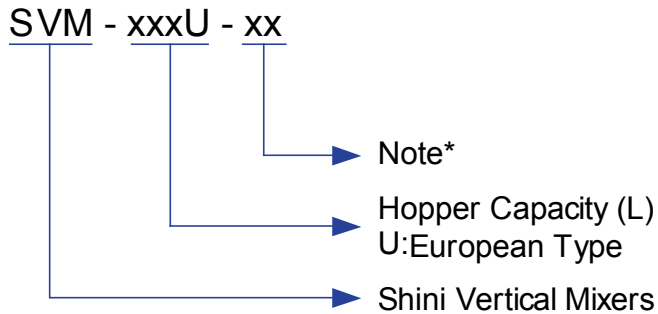 SVM - xxxU - xx
Note*
Hopper Capacity (L)
U:European Type
Shini Vertical Mixers